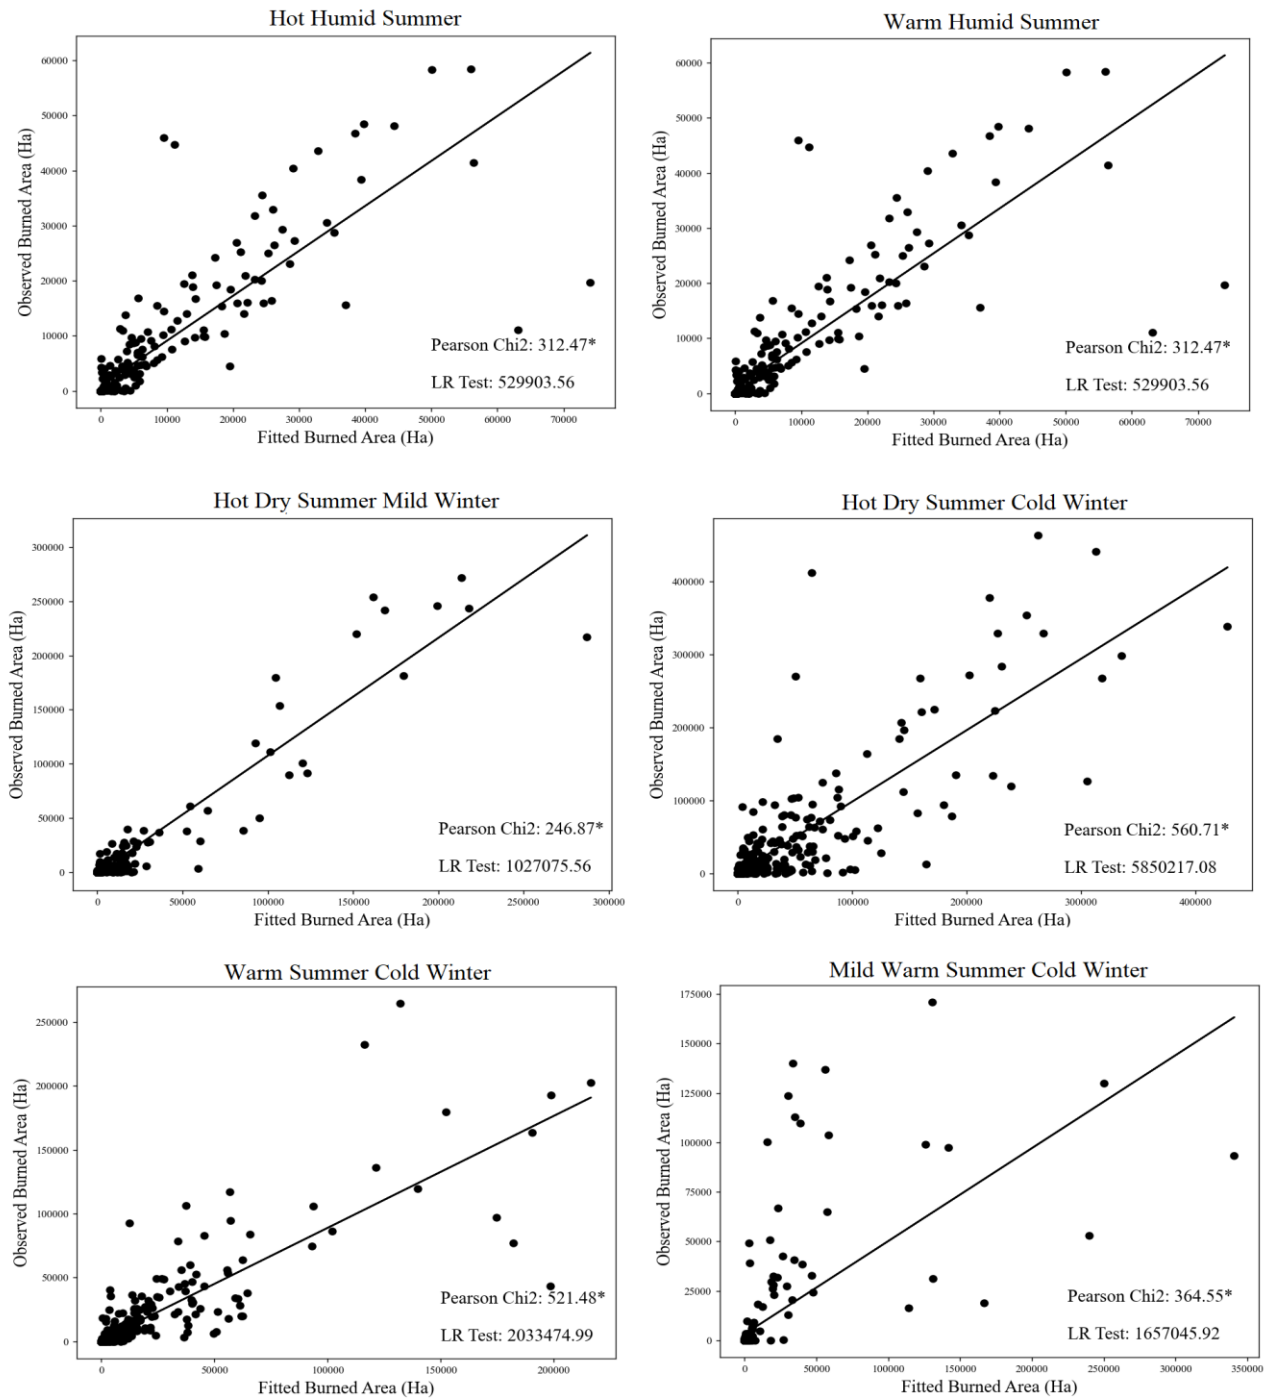 Hot Humid Summer
Observed Burned Area (Ha)
60000
50000
40000
30000
20000
10000
0
Pearson Chi2: 312.47*
LR Test: 529903.56
0 10000 20000 30000 40000 50000 60000 70000
Fitted Burned Area (Ha)
Warm Humid Summer
Observed Burned Area (Ha)
60000
50000
40000
30000
20000
10000
0
Pearson Chi2: 312.47*
LR Test: 529903.56
0 10000 20000 30000 40000 50000 60000 70000
Fitted Burned Area (Ha)
Hot Dry Summer Mild Winter
Observed Burned Area (Ha)
300000
250000
200000
150000
100000
50000
0
Pearson Chi2: 246.87*
LR Test: 1027075.56
0 50000 100000 150000 200000 250000 300000
Fitted Burned Area (Ha)
Hot Dry Summer Cold Winter
Observed Burned Area (Ha)
400000
300000
200000
100000
0
Pearson Chi2: 560.71*
LR Test: 5850217.08
0 100000 200000 300000 400000
Fitted Burned Area (Ha)
Warm Summer Cold Winter
Observed Burned Area (Ha)
250000
200000
150000
100000
50000
0
Pearson Chi2: 521.48*
LR Test: 2033474.99
0 50000 100000 150000 200000
Fitted Burned Area (Ha)
Mild Warm Summer Cold Winter
Observed Burned Area (Ha)
175000
150000
125000
100000
75000
50000
25000
0
Pearson Chi2: 364.55*
LR Test: 1657045.92
0 50000 100000 150000 200000 250000 300000 350000
Fitted Burned Area (Ha)